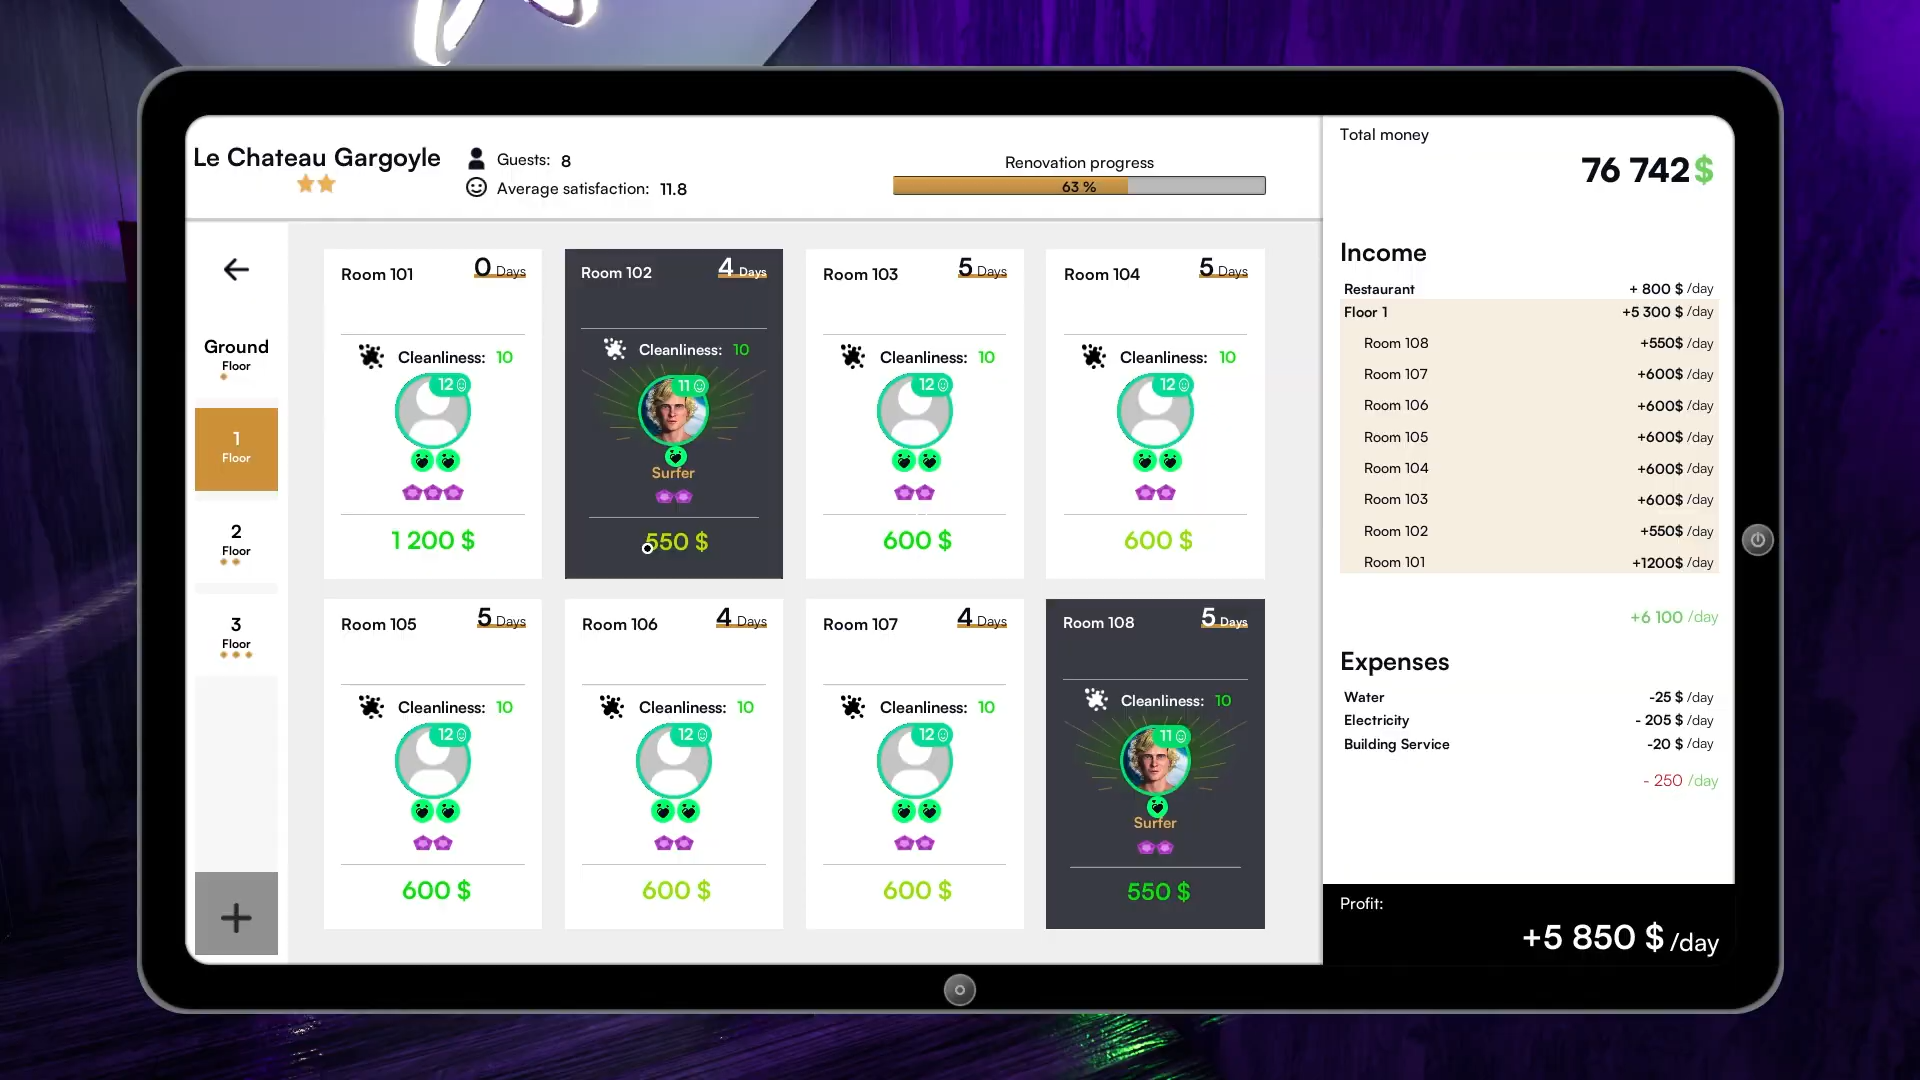 Le Chateau Gargoyle
Guests: 8
Average satisfaction: 11.8
Renovation progress
63 %
Total money
76 742 $
Ground
Floor
1
Floor
2
Floor
3
Floor
+
Room 101
0 Days
Cleanliness: 10
12
1 200 $
Room 102
4 Days
Cleanliness: 10
11
Surfer
550 $
Room 103
5 Days
Cleanliness: 10
12
600 $
Room 104
5 Days
Cleanliness: 10
12
600 $
Room 105
5 Days
Cleanliness: 10
12
600 $
Room 106
4 Days
Cleanliness: 10
12
600 $
Room 107
4 Days
Cleanliness: 10
12
600 $
Room 108
5 Days
Cleanliness: 10
11
Surfer
550 $
Income
Restaurant + 800 $ /day
Floor 1 +5 300 $ /day
Room 108 +550$ /day
Room 107 +600$ /day
Room 106 +600$ /day
Room 105 +600$ /day
Room 104 +600$ /day
Room 103 +600$ /day
Room 102 +550$ /day
Room 101 +1200$ /day
+6 100 /day
Expenses
Water -25 $ /day
Electricity - 205 $ /day
Building Service -20 $ /day
- 250 /day
Profit:
+5 850 $ /day